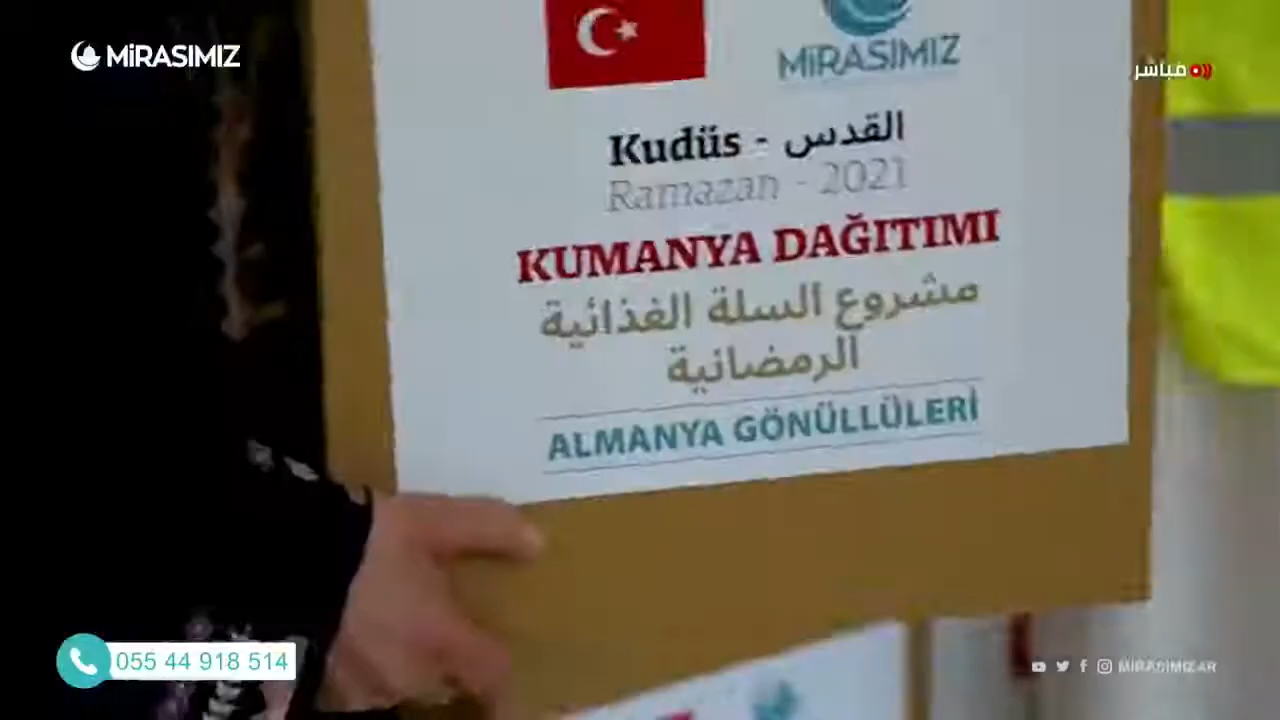 MİRASIMIZ
مباشر
MİRASIMIZ
Kudüs - القدس
Ramazan - 2021
KUMANYA DAĞITIMI
مشروع السلة الغذائية
الرمضانية
ALMANYA GÖNÜLLÜLERİ
055 44 918 514
MIRASIMIZAR